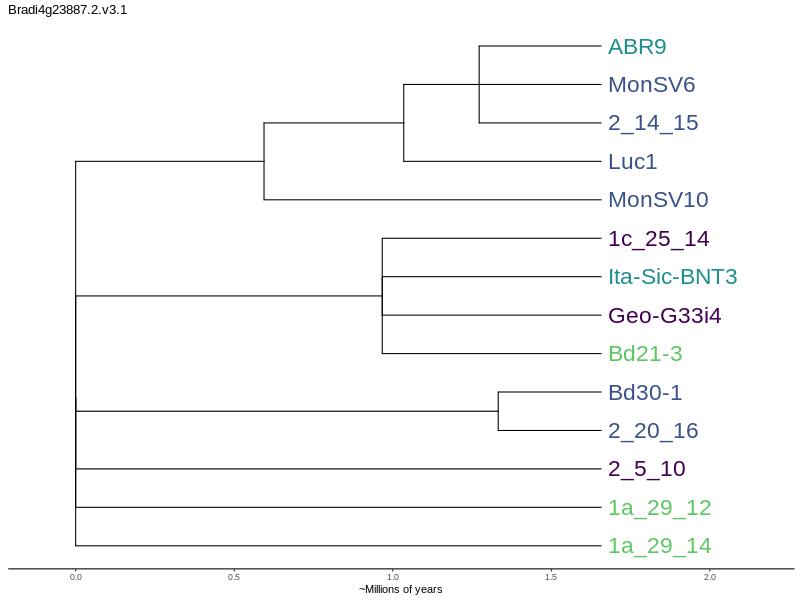 Bradi4g23887.2.v3.1
ABR9
MonSV6
2_14_15
Luc1
MonSV10
1c_25_14
Ita-Sic-BNT3
Geo-G33i4
Bd21-3
Bd30-1
2_20_16
2_5_10
1a_29_12
1a_29_14
0.0 0.5 1.0 1.5 2.0
~Millions of years